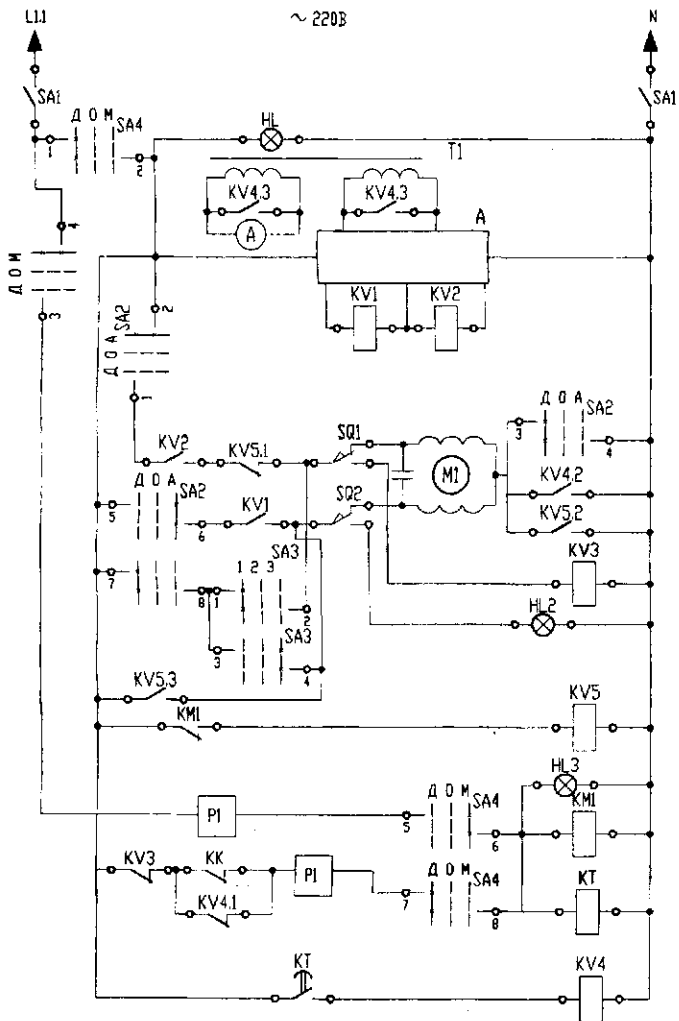 L1.1 ~ 220В N
SA1 SA1
Д О М SA4
1 2
HL
T1
KV4.3 KV4.3
A
A
4
Д О М
3
KV1 KV2
2
SA2
Д О А
1
Д О А SA2
3 4
KV2 KV5.1 SQ1
M1
KV4.2
Д О А
SA2 KV1 SQ2
5 6
KV5.2
SA3
KV3
7 8
1 2 3
1 2
HL2
SA3
3 4
KV5.3
KM1 KV5
HL3
Д О М SA4
KM1
P1
5 6
KV3 KK P1
Д О М SA4
KT
KV4.1
7 8
KT KV4